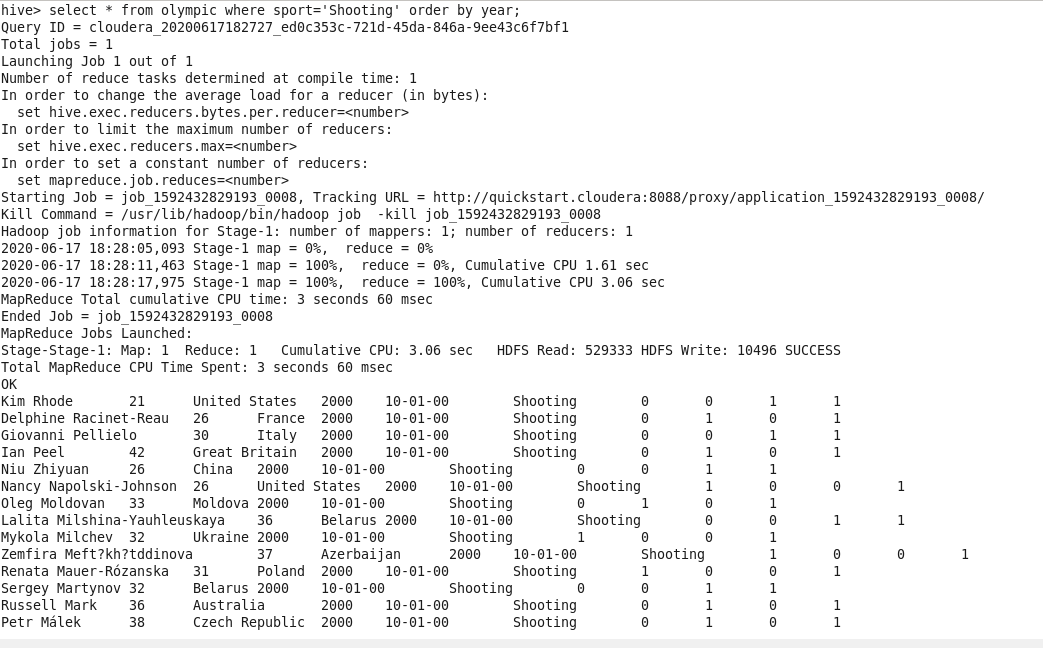 hive> select * from olympic where sport='Shooting' order by year;
Query ID = cloudera_20200617182727_ed0c353c-721d-45da-846a-9ee43c6f7bf1
Total jobs = 1
Launching Job 1 out of 1
Number of reduce tasks determined at compile time: 1
In order to change the average load for a reducer (in bytes):
  set hive.exec.reducers.bytes.per.reducer=<number>
In order to limit the maximum number of reducers:
  set hive.exec.reducers.max=<number>
In order to set a constant number of reducers:
  set mapreduce.job.reduces=<number>
Starting Job = job_1592432829193_0008, Tracking URL = http://quickstart.cloudera:8088/proxy/application_1592432829193_0008/
Kill Command = /usr/lib/hadoop/bin/hadoop job  -kill job_1592432829193_0008
Hadoop job information for Stage-1: number of mappers: 1; number of reducers: 1
2020-06-17 18:28:05,093 Stage-1 map = 0%,  reduce = 0%
2020-06-17 18:28:11,463 Stage-1 map = 100%,  reduce = 0%, Cumulative CPU 1.61 sec
2020-06-17 18:28:17,975 Stage-1 map = 100%,  reduce = 100%, Cumulative CPU 3.06 sec
MapReduce Total cumulative CPU time: 3 seconds 60 msec
Ended Job = job_1592432829193_0008
MapReduce Jobs Launched:
Stage-Stage-1: Map: 1  Reduce: 1   Cumulative CPU: 3.06 sec   HDFS Read: 529333 HDFS Write: 10496 SUCCESS
Total MapReduce CPU Time Spent: 3 seconds 60 msec
OK
Kim Rhode	21	United States	2000	10-01-00	Shooting	0	0	1	1
Delphine Racinet-Reau	26	France	2000	10-01-00	Shooting	0	1	0	1
Giovanni Pellielo	30	Italy	2000	10-01-00	Shooting	0	0	1	1
Ian Peel	42	Great Britain	2000	10-01-00	Shooting	0	1	0	1
Niu Zhiyuan	26	China	2000	10-01-00	Shooting	0	0	1	1
Nancy Napolski-Johnson	26	United States	2000	10-01-00	Shooting	1	0	0	1
Oleg Moldovan	33	Moldova	2000	10-01-00	Shooting	0	1	0	1
Lalita Milshina-Yauhleuskaya	36	Belarus	2000	10-01-00	Shooting	0	0	1	1
Mykola Milchev	32	Ukraine	2000	10-01-00	Shooting	1	0	0	1
Zemfira Meft?kh?tddinova	37	Azerbaijan	2000	10-01-00	Shooting	1	0	0	1
Renata Mauer-Rózanska	31	Poland	2000	10-01-00	Shooting	1	0	0	1
Sergey Martynov	32	Belarus	2000	10-01-00	Shooting	0	0	1	1
Russell Mark	36	Australia	2000	10-01-00	Shooting	0	1	0	1
Petr Málek	38	Czech Republic	2000	10-01-00	Shooting	0	1	0	1